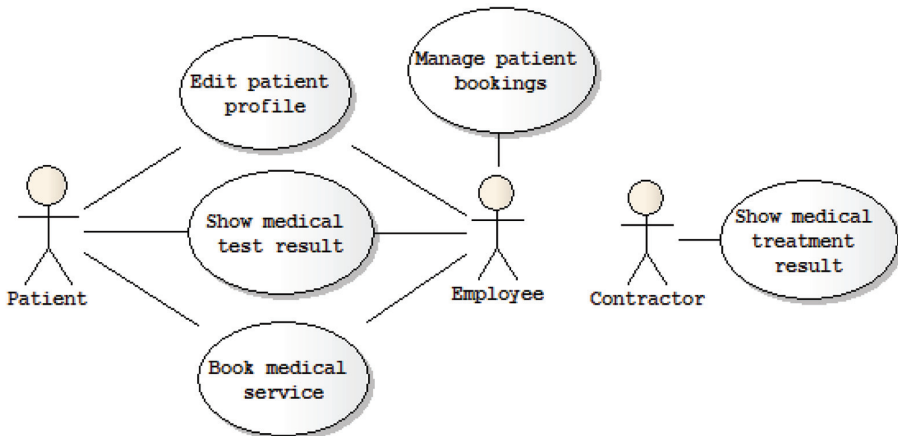 Edit patient
profile
Manage patient
bookings
Show medical
test result
Show medical
treatment
result
Patient
Employee
Contractor
Book medical
service